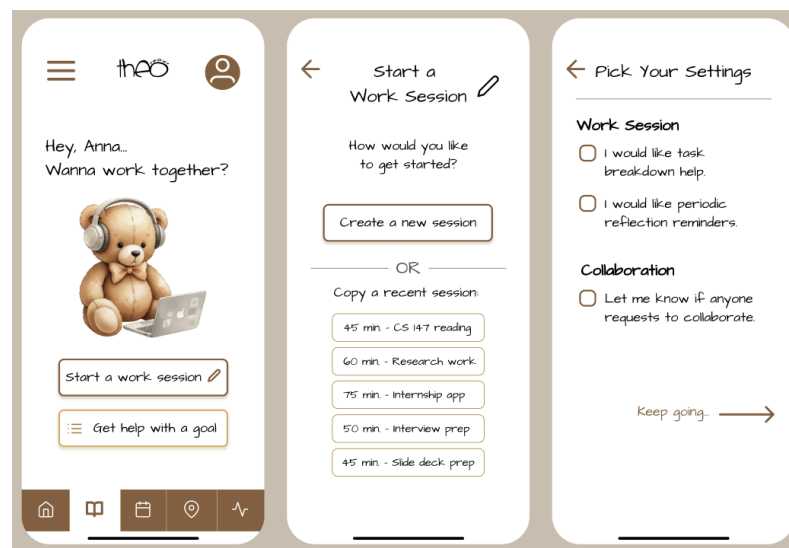 theo
Hey, Anna...
Wanna work together?
Start a work session
Get help with a goal
Start a
Work Session
How would you like
to get started?
Create a new session
OR
Copy a recent session:
45 min. - CS 147 reading
60 min. - Research work
75 min. - Internship app
50 min. - Interview prep
45 min. - Slide deck prep
Pick Your Settings
Work Session
I would like task
breakdown help.
I would like periodic
reflection reminders.
Collaboration
Let me know if anyone
requests to collaborate.
Keep going...